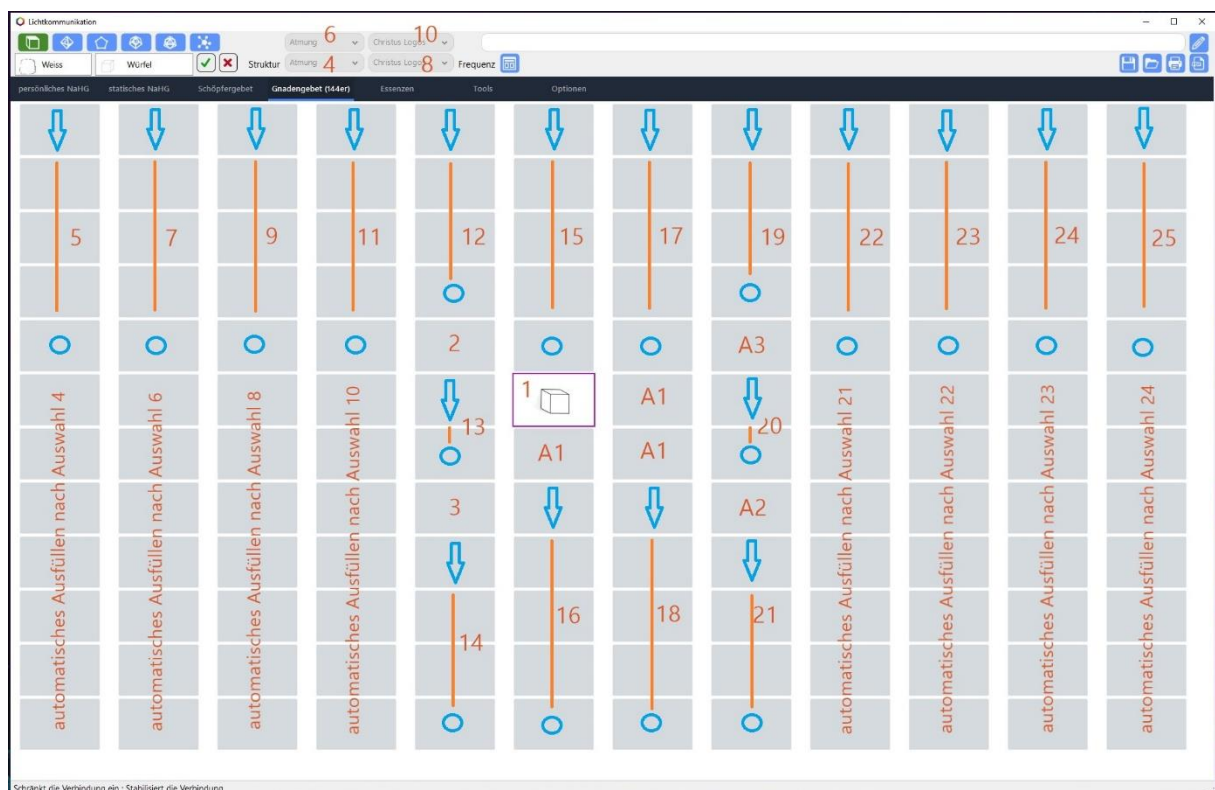 Lichtkommunikation
Atmung 6 Christus Logos 10
Weiss Würfel Struktur Atmung 4 Christus Logos 8 Frequenz
persönliches NaHG statisches NaHG Schöpfergebet Gnadengebet (144er) Essenzen Tools Optionen
5 7 9 11 12 15 17 19 22 23 24 25
2 A3
1 A1
13 20
A1 A1
3 A2
16 18 21
14
automatisches Ausfüllen nach Auswahl 4
automatisches Ausfüllen nach Auswahl 6
automatisches Ausfüllen nach Auswahl 8
automatisches Ausfüllen nach Auswahl 10
automatisches Ausfüllen nach Auswahl 21
automatisches Ausfüllen nach Auswahl 22
automatisches Ausfüllen nach Auswahl 23
automatisches Ausfüllen nach Auswahl 24
Schränkt die Verbindung ein : Stabilisiert die Verbindung